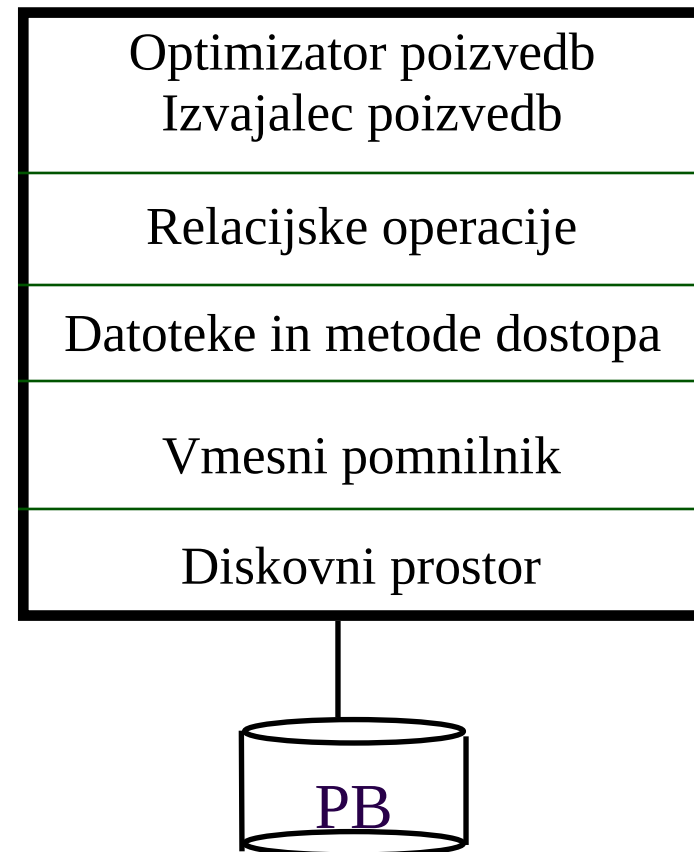 Optimizator poizvedb
Izvajalec poizvedb
Relacijske operacije
Datoteke in metode dostopa
Vmesni pomnilnik
Diskovni prostor
PB